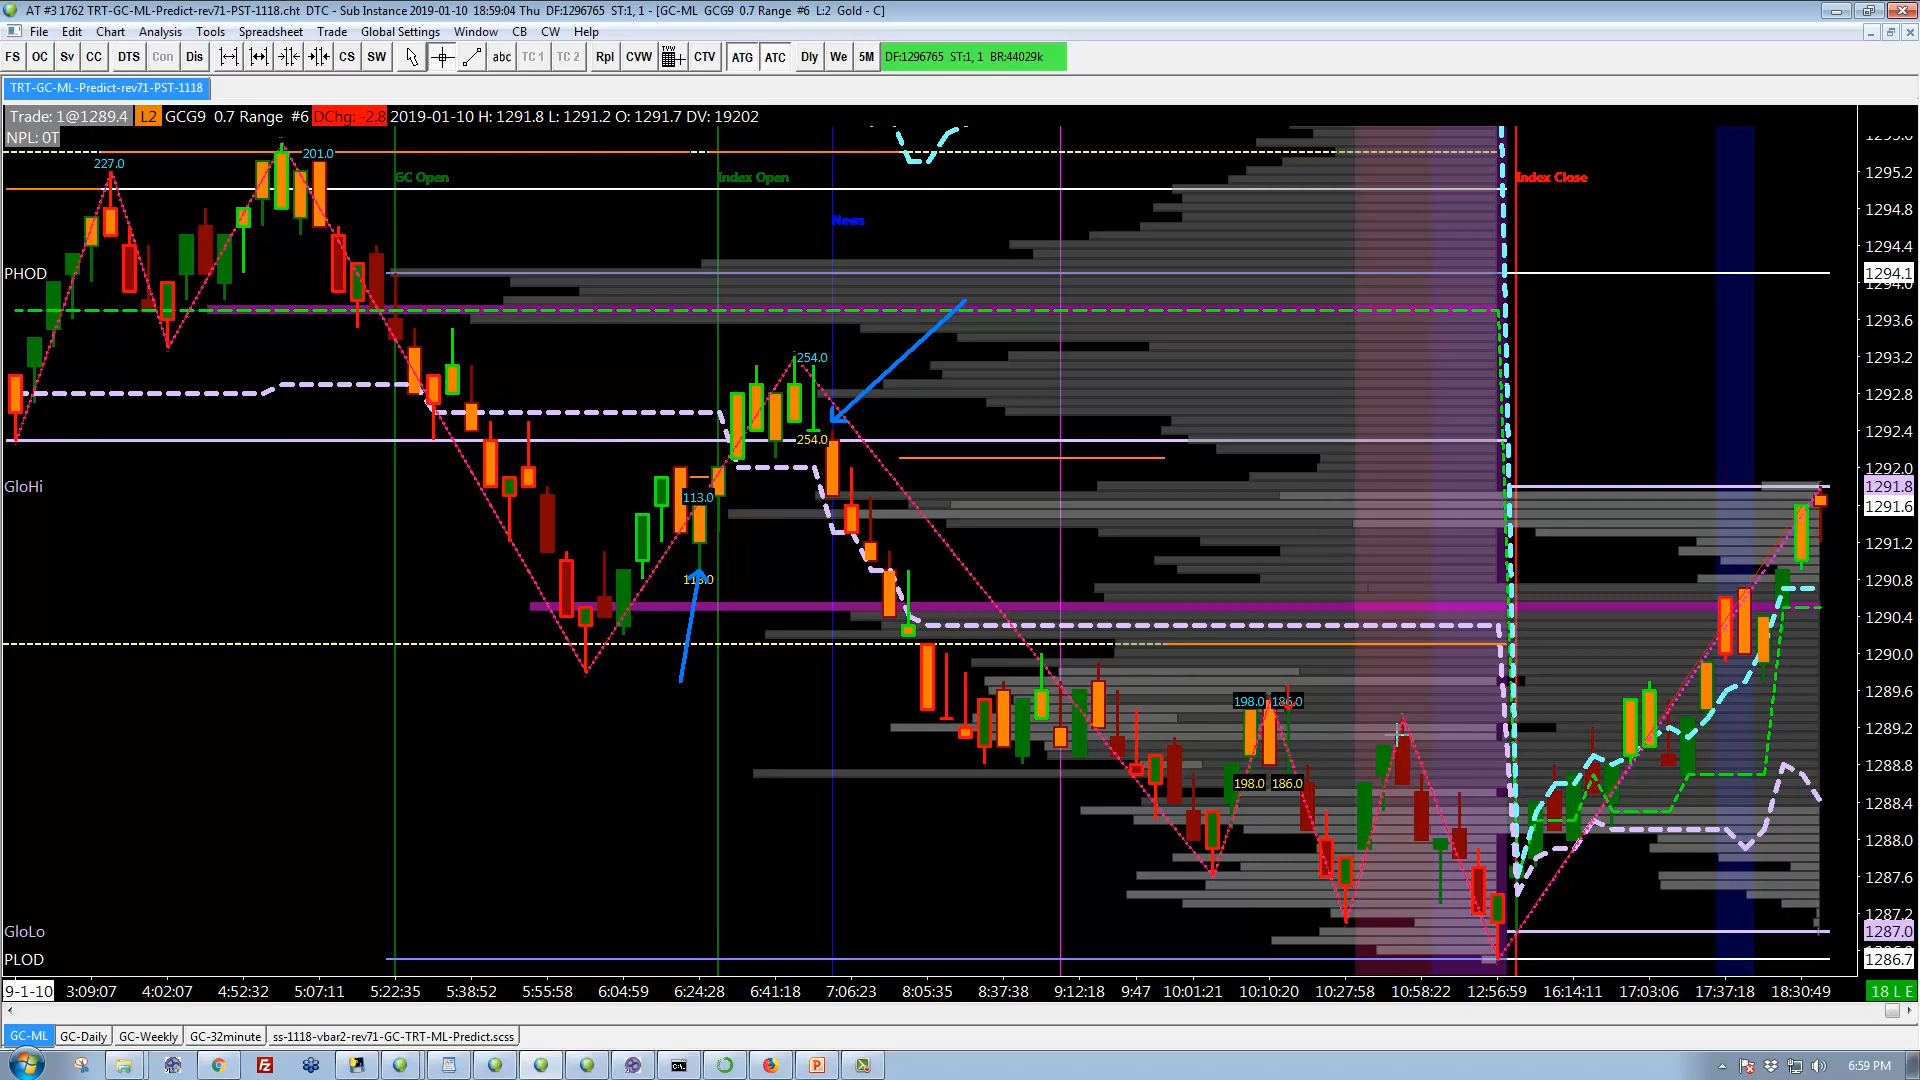 AT #3 1762 TRT-GC-ML-Predict-rev71-PST-1118.cht DTC - Sub Instance 2019-01-10 18:59:04 Thu DF:1296765 ST:1, 1 - [GC-ML GCG9 0.7 Range #6 L:2 Gold - C]
File Edit Chart Analysis Tools Spreadsheet Trade Global Settings Window CB CW Help
FS OC Sv CC DTS Con Dis CS SW abc TC 1 TC 2 Rpl CVW TVW CTV ATG ATC Dly We 5M DF:1296765 ST:1, 1 BR:44029k
TRT-GC-ML-Predict-rev71-PST-1118
Trade: 1@1289.4 L2 GCG9 0.7 Range #6 DChg: -2.8 2019-01-10 H: 1291.8 L: 1291.2 O: 1291.7 DV: 19202
NPL: 0T
227.0 201.0
GC Open Index Open Index Close
1295.2
1294.8
News
1294.4
PHOD 1294.1
1294.0
1293.6
254.0 1293.2
1292.8
254.0 1292.4
1292.0
GloHi 1291.8
113.0 1291.6
1291.2
1290.8
1290.4
1290.0
198.0 186.0 1289.6
1289.2
1288.8
198.0 186.0
1288.4
1288.0
1287.6
1287.2
GloLo 1287.0
PLOD 1286.7
9-1-10 3:09:07 4:02:07 4:52:32 5:07:11 5:22:35 5:38:52 5:55:58 6:04:59 6:24:28 6:41:18 7:06:23 8:05:35 8:37:38 9:12:18 9:47 10:01:21 10:10:20 10:27:58 10:58:22 12:56:59 16:14:11 17:03:06 17:37:18 18:30:49 18 L E
GC-ML GC-Daily GC-Weekly GC-32minute ss-1118-vbar2-rev71-GC-TRT-ML-Predict.scss
6:59 PM